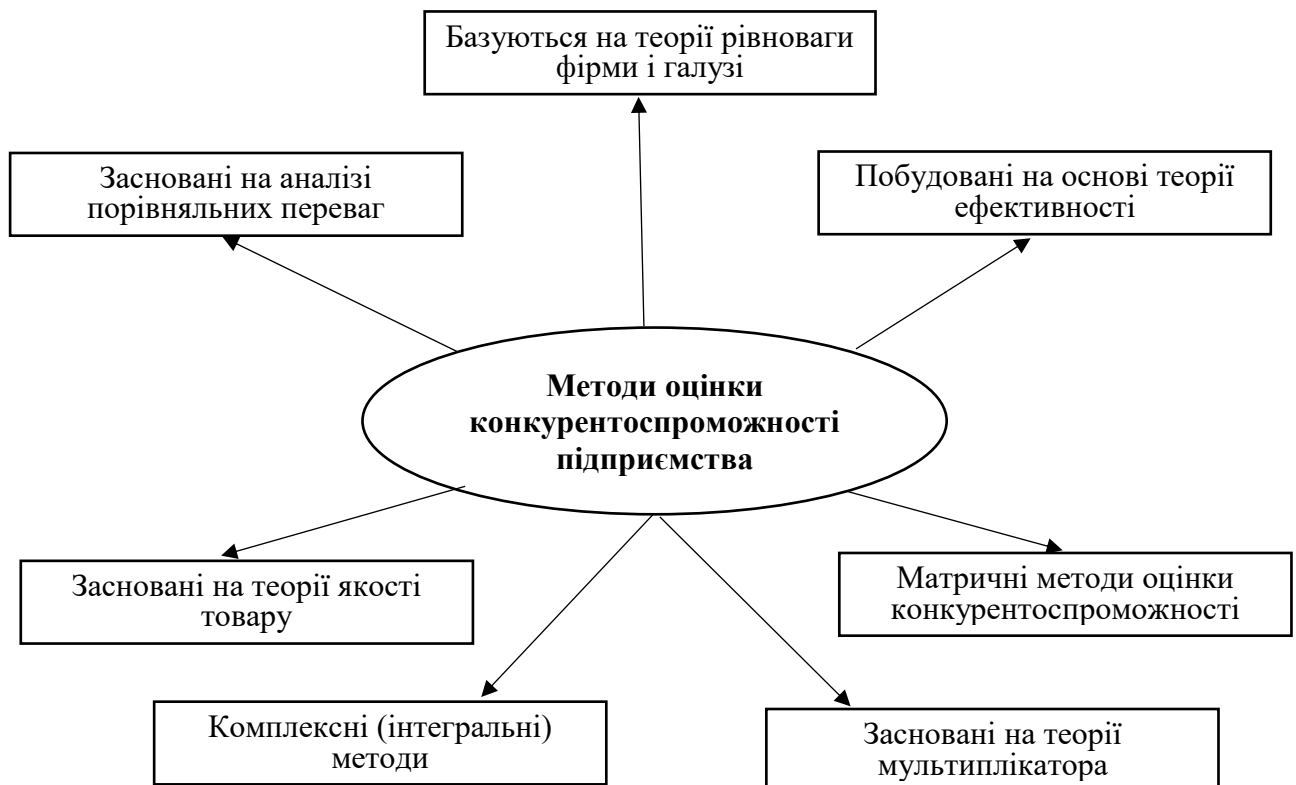 Базуються на теорії рівноваги
фірми і галузі
Засновані на аналізі
порівняльних переваг
Побудовані на основі теорії
ефективності
Методи оцінки
конкурентоспроможності
підприємства
Засновані на теорії якості
товару
Матричні методи оцінки
конкурентоспроможності
Комплексні (інтегральні)
методи
Засновані на теорії
мультиплікатора